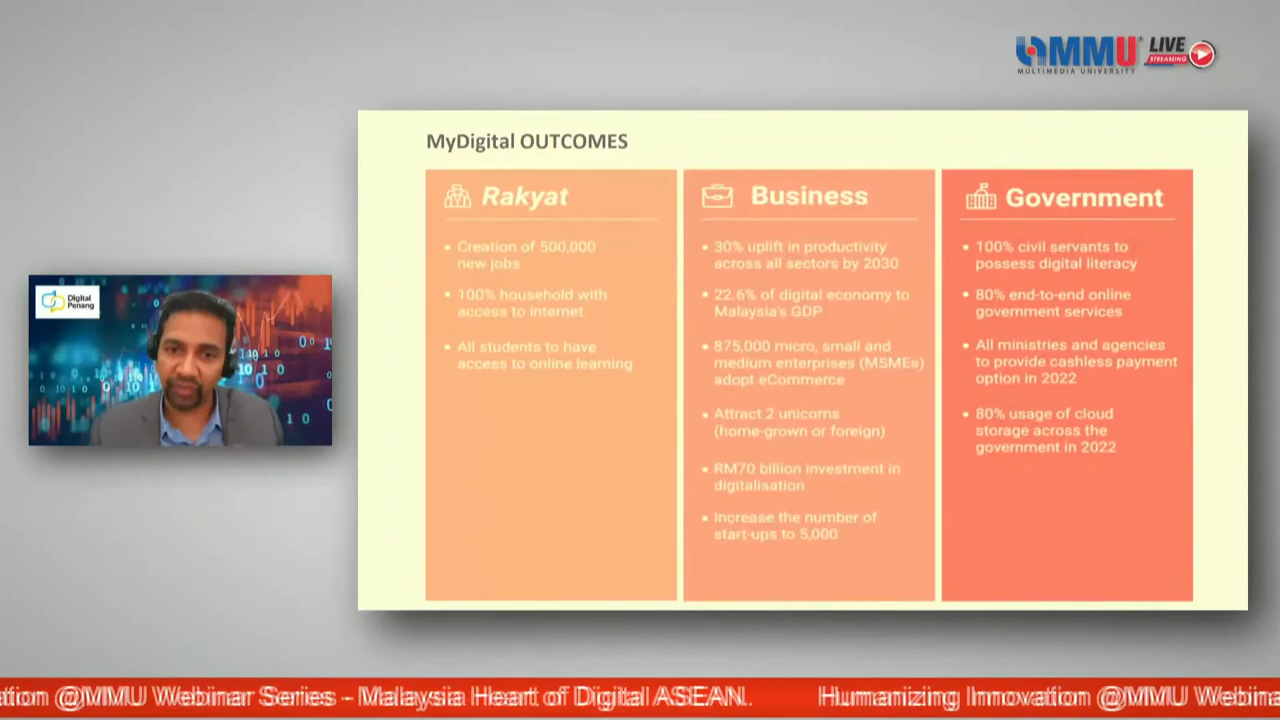 MMU
MULTIMEDIA UNIVERSITY
LIVE
STREAMING
MyDigital OUTCOMES
Rakyat
• Creation of 500,000
new jobs
• 100% household with
access to internet
• All students to have
access to online learning
Business
• 30% uplift in productivity
across all sectors by 2030
• 22.6% of digital economy to
Malaysia's GDP
• 875,000 micro, small and
medium enterprises (MSMEs)
adopt eCommerce
• Attract 2 unicorns
(home-grown or foreign)
• RM70 billion investment in
digitalisation
• Increase the number of
start-ups to 5,000
Government
• 100% civil servants to
possess digital literacy
• 80% end-to-end online
government services
• All ministries and agencies
to provide cashless payment
option in 2022
• 80% usage of cloud
storage across the
government in 2022
Digital
Penang
ation @MMU Webinar Series - Malaysia Heart of Digital ASEAN. Humanizing Innovation @MMU Webina